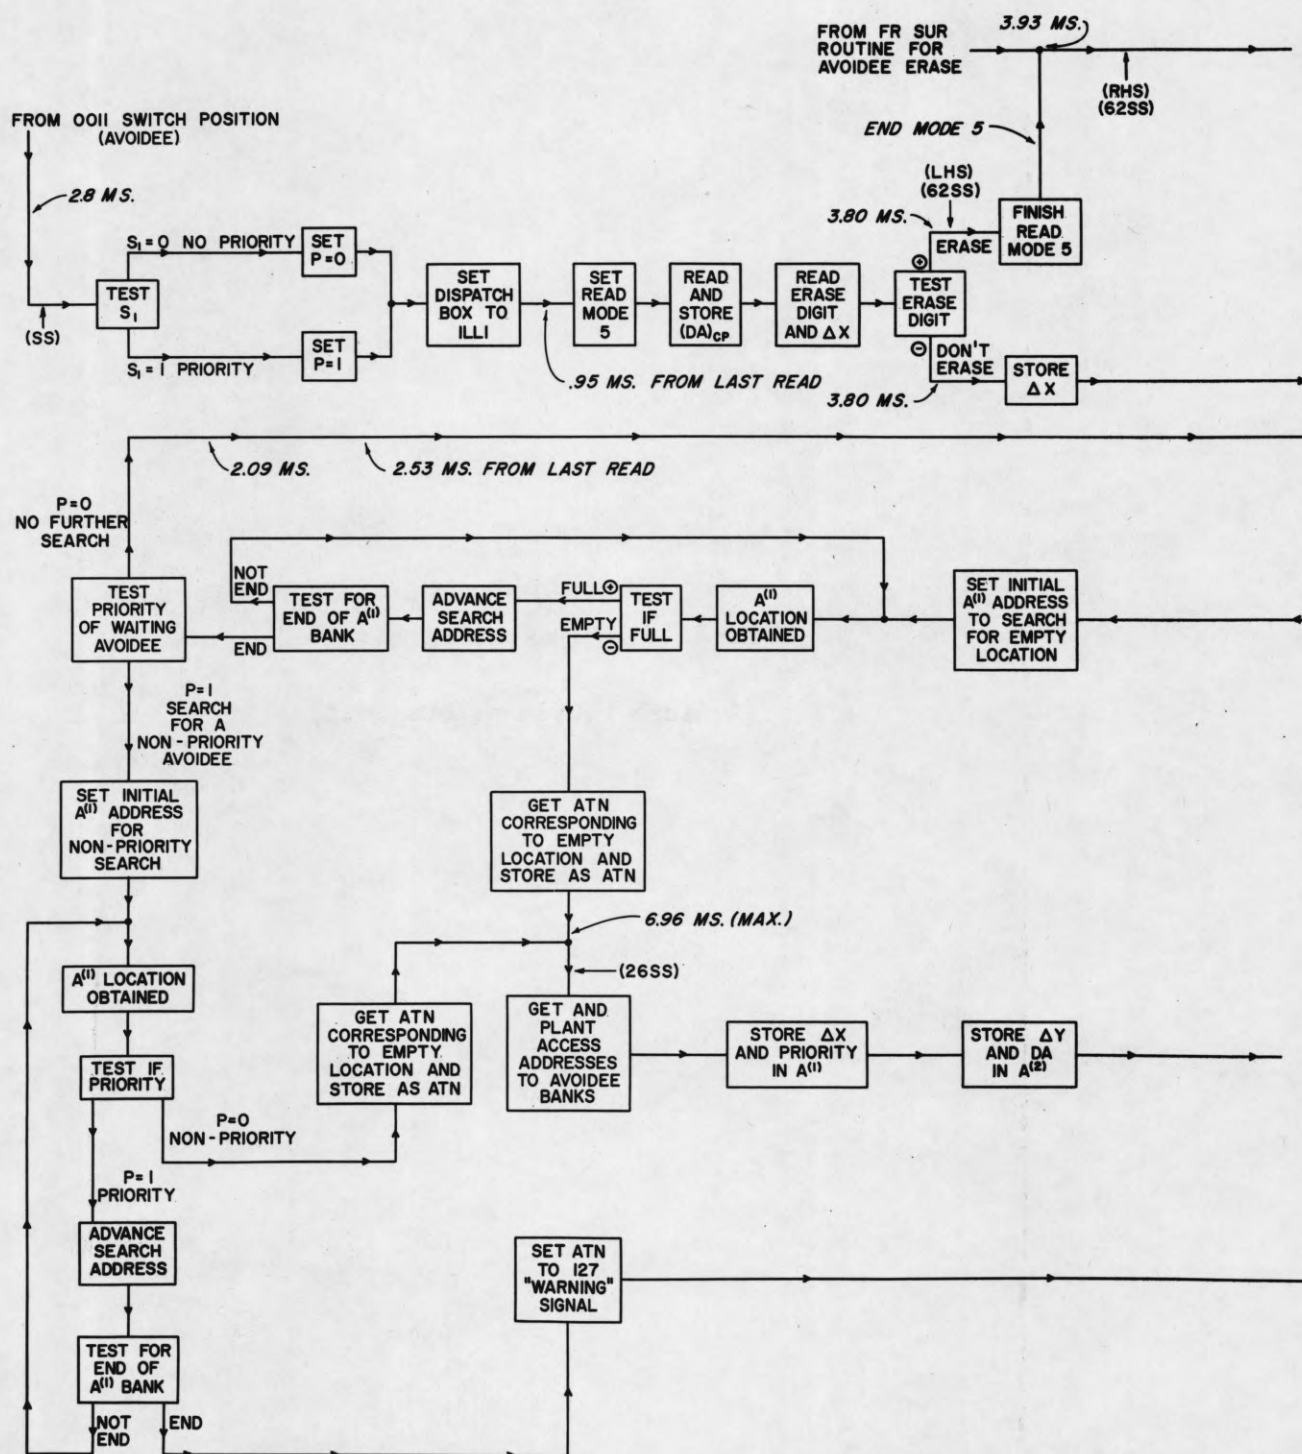 FROM FR SUR
ROUTINE FOR
AVOIDEE ERASE
3.93 MS.
(RHS)
(62SS)
END MODE 5
FROM 0011 SWITCH POSITION
(AVOIDEE)
2.8 MS.
(SS)
TEST
S1
S1 = 0 NO PRIORITY
SET
P=0
S1 = 1 PRIORITY
SET
P=1
SET
DISPATCH
BOX TO
ILLI
.95 MS. FROM LAST READ
SET
READ
MODE
5
READ
AND
STORE
(DA)CP
READ
ERASE
DIGIT
AND Δ X
TEST
ERASE
DIGIT
3.80 MS.
(LHS)
(62SS)
⊕
ERASE
FINISH
READ
MODE 5
⊖
DON'T
ERASE
3.80 MS.
STORE
Δ X
2.09 MS.
2.53 MS. FROM LAST READ
P=0
NO FURTHER
SEARCH
TEST
PRIORITY
OF WAITING
AVOIDEE
NOT
END
END
TEST FOR
END OF A(1)
BANK
ADVANCE
SEARCH
ADDRESS
FULL⊕
EMPTY
⊖
TEST
IF
FULL
A(1)
LOCATION
OBTAINED
SET INITIAL
A(1) ADDRESS
TO SEARCH
FOR EMPTY
LOCATION
P=1
SEARCH
FOR A
NON - PRIORITY
AVOIDEE
SET INITIAL
A(1) ADDRESS
FOR
NON-PRIORITY
SEARCH
GET ATN
CORRESPONDING
TO EMPTY
LOCATION AND
STORE AS ATN
6.96 MS. (MAX.)
(26SS)
A(1) LOCATION
OBTAINED
GET ATN
CORRESPONDING
TO EMPTY
LOCATION AND
STORE AS ATN
GET AND
PLANT
ACCESS
ADDRESSES
TO AVOIDEE
BANKS
STORE ΔX
AND PRIORITY
IN A(1)
STORE ΔY
AND DA
IN A(2)
TEST IF
PRIORITY
P=0
NON - PRIORITY
P= 1
PRIORITY
ADVANCE
SEARCH
ADDRESS
SET ATN
TO 127
"WARNING"
SIGNAL
TEST FOR
END OF
A(1) BANK
NOT
END
END